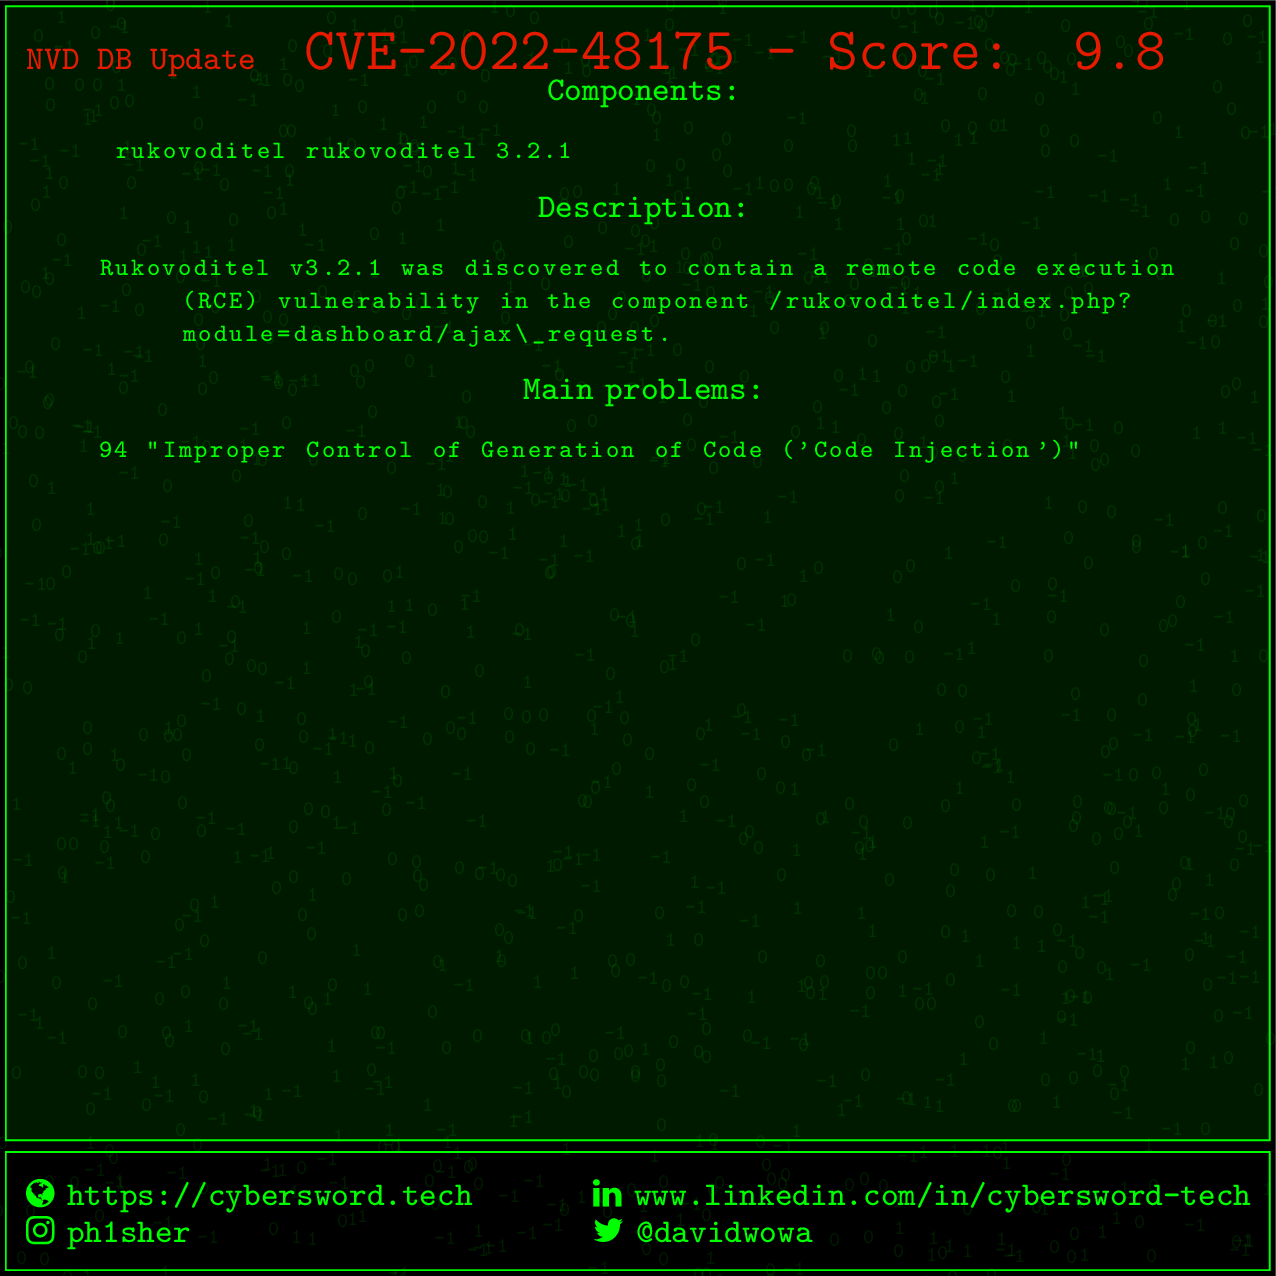 NVD DB Update CVE-2022-48175 - Score: 9.8
Components:
rukovoditel rukovoditel 3.2.1
Description:
Rukovoditel v3.2.1 was discovered to contain a remote code execution
(RCE) vulnerability in the component /rukovoditel/index.php?
module=dashboard/ajax\_request.
Main problems:
94 "Improper Control of Generation of Code ('Code Injection')"
https://cybersword.tech www.linkedin.com/in/cybersword-tech
ph1sher @davidwowa